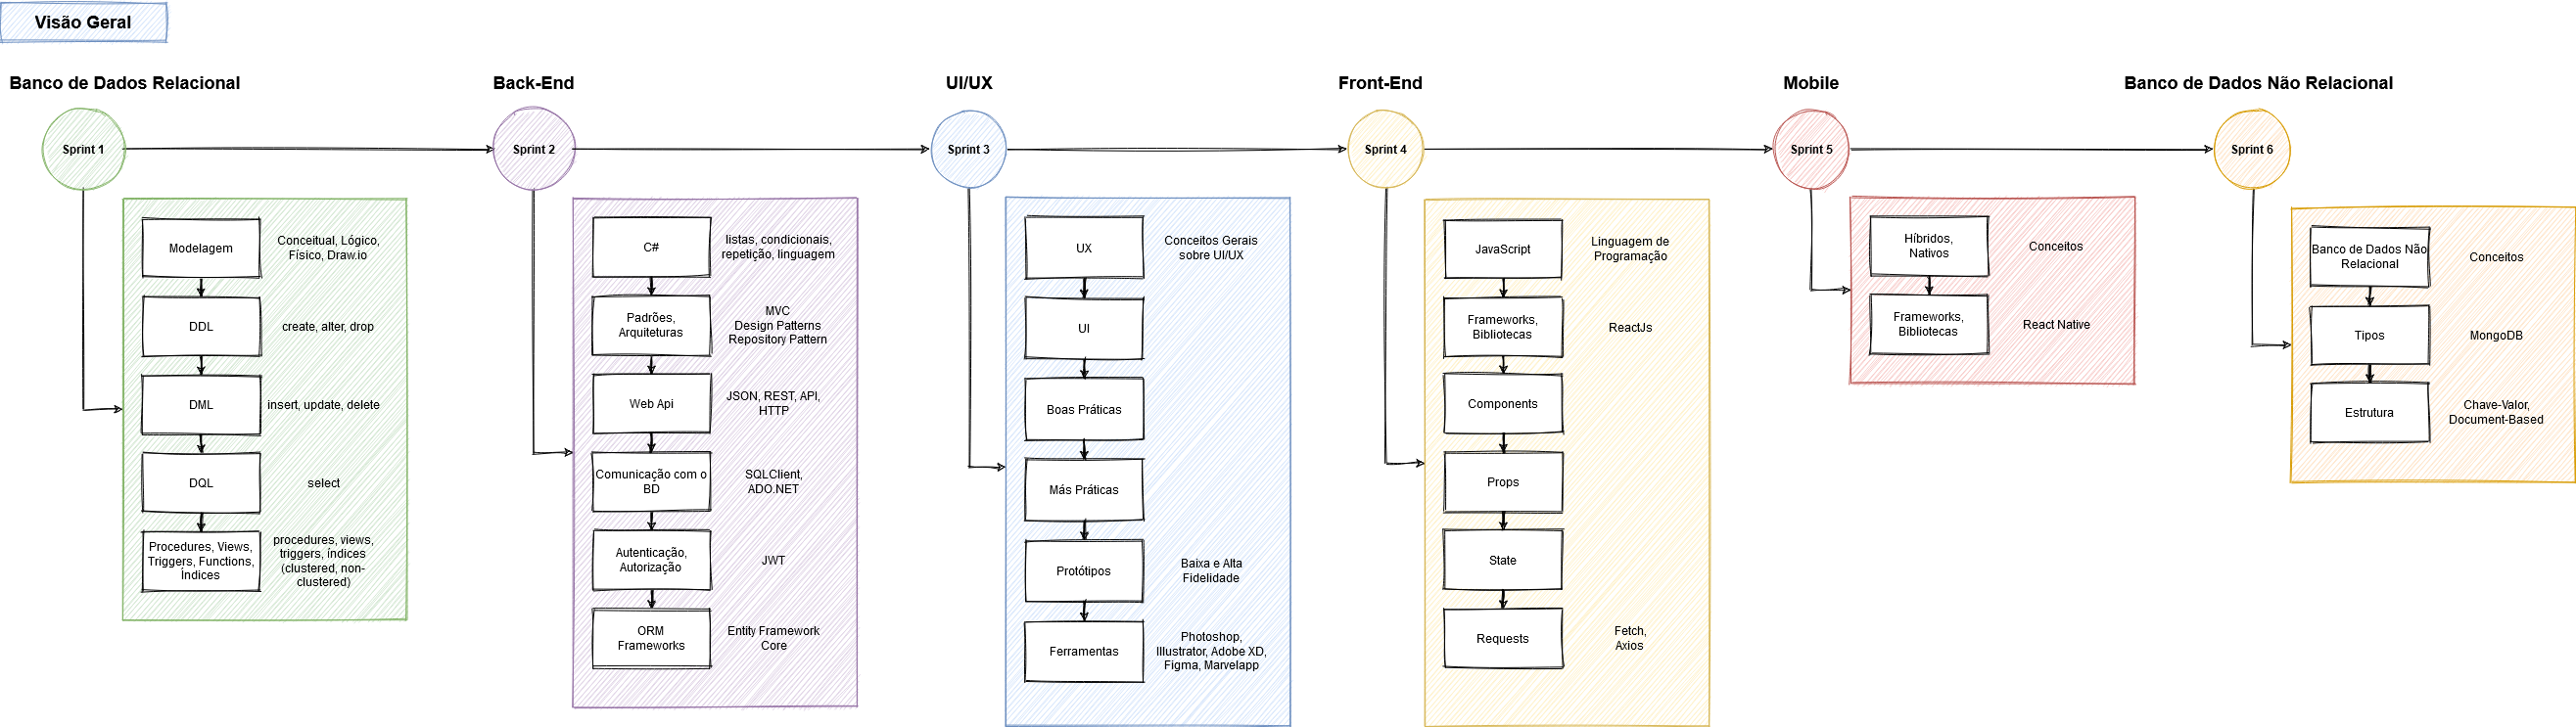 Visão Geral
Banco de Dados Relacional
Back-End
UI/UX
Front-End
Mobile
Banco de Dados Não Relacional
Sprint 1
Sprint 2
Sprint 3
Sprint 4
Sprint 5
Sprint 6
Modelagem
Conceitual, Lógico,
Físico, Draw.io
DDL
create, alter, drop
DML
insert, update, delete
DQL
select
Procedures, Views,
Triggers, Functions,
Índices
procedures, views,
triggers, índices
(clustered, non-
clustered)
C#
listas, condicionais,
repetição, linguagem
Padrões,
Arquiteturas
MVC
Design Patterns
Repository Pattern
Web Api
JSON, REST, API,
HTTP
Comunicação com o
BD
SQLClient,
ADO.NET
Autenticação,
Autorização
JWT
ORM
Frameworks
Entity Framework
Core
UX
Conceitos Gerais
sobre UI/UX
UI
Boas Práticas
Más Práticas
Protótipos
Baixa e Alta
Fidelidade
Ferramentas
Photoshop,
Illustrator, Adobe XD,
Figma, Marvelapp
JavaScript
Linguagem de
Programação
Frameworks,
Bibliotecas
ReactJs
Components
Props
State
Requests
Fetch,
Axios
Híbridos,
Nativos
Conceitos
Frameworks,
Bibliotecas
React Native
Banco de Dados Não
Relacional
Conceitos
Tipos
MongoDB
Estrutura
Chave-Valor,
Document-Based